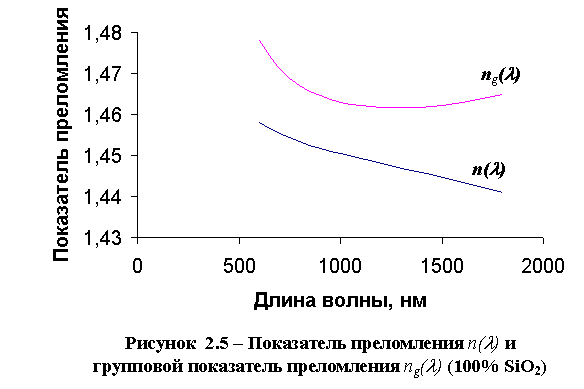 Показатель преломления
1,48
1,47
1,46
1,45
1,44
1,43
n_g(λ)
n(λ)
0
500
1000
1500
2000
Длина волны, нм
Рисунок 2.5 – Показатель преломления n(λ) и
групповой показатель преломления n_g(λ) (100% SiO₂)